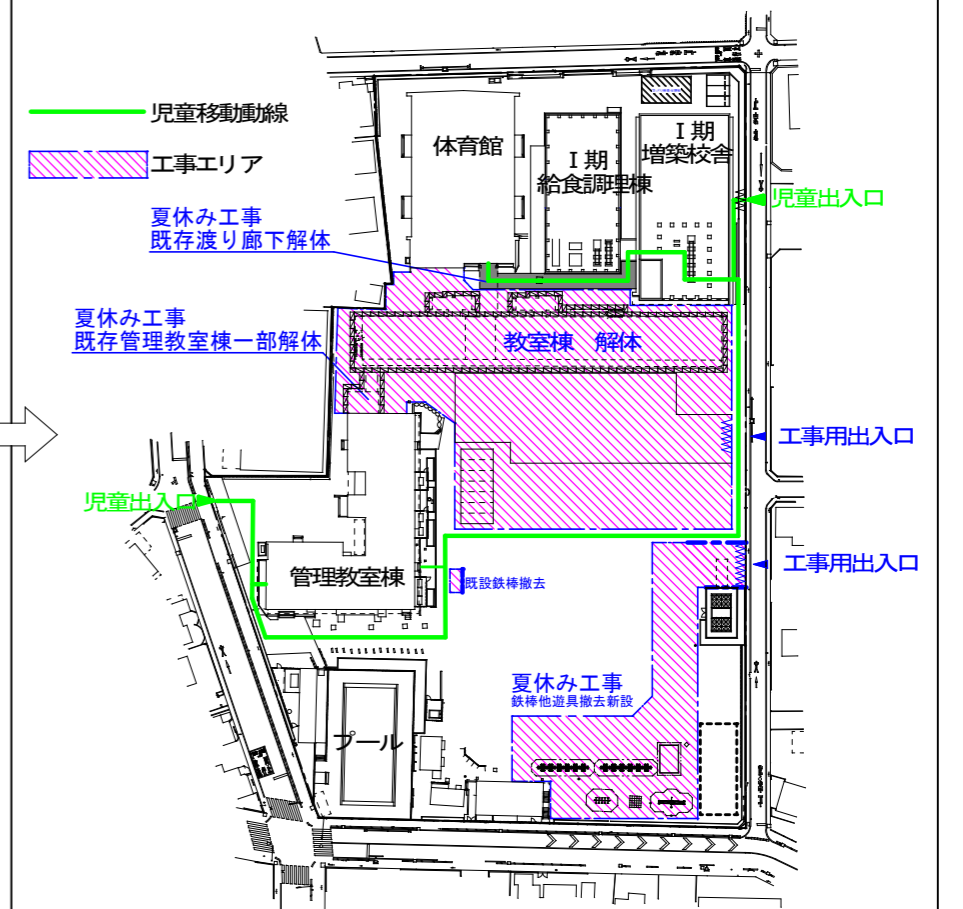 児童移動動線
工事エリア
体育館
Ⅰ期
給食調理棟
Ⅰ期
増築校舎
児童出入口
夏休み工事
既存渡り廊下解体
夏休み工事
既存管理教室棟一部解体
教室棎 解体
工事用出入口
児童出入口
工事用出入口
管理教室棟
既設鉄棒撤去
夏休み工事
鉄棒他遊具撤去新設
プール